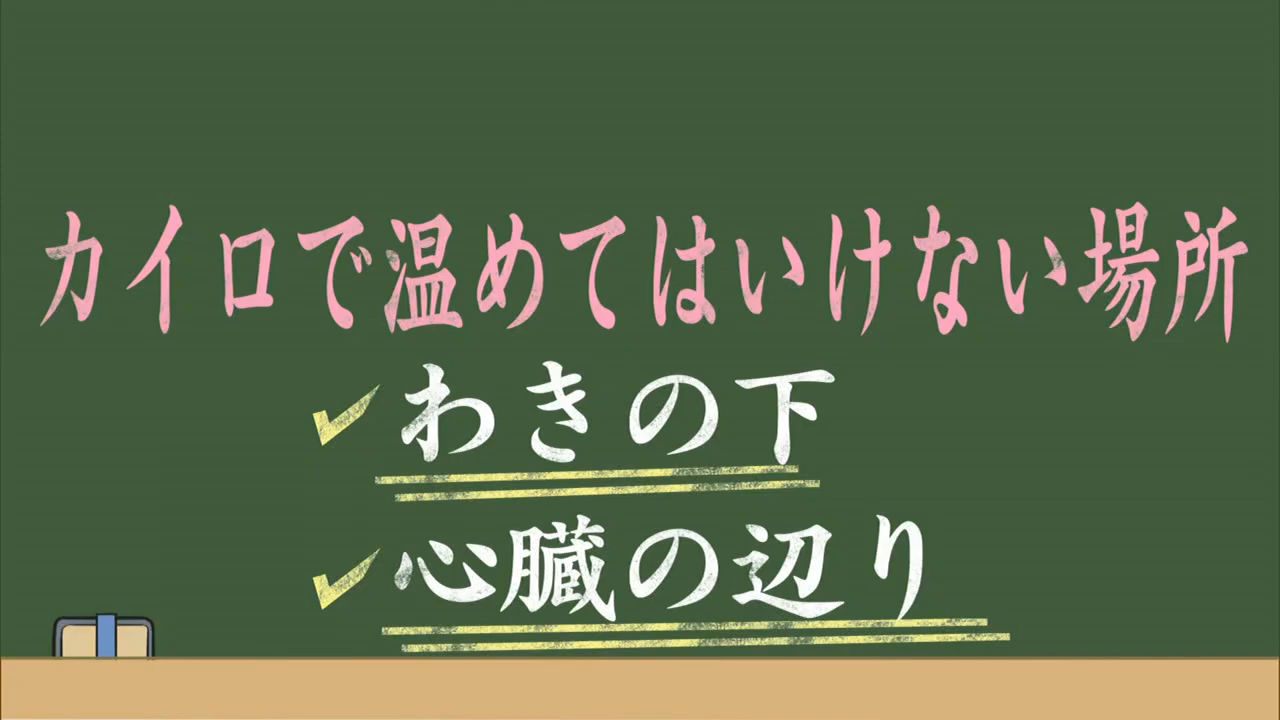 カイロで温めてはいけない場所
わきの下
心臓の辺り